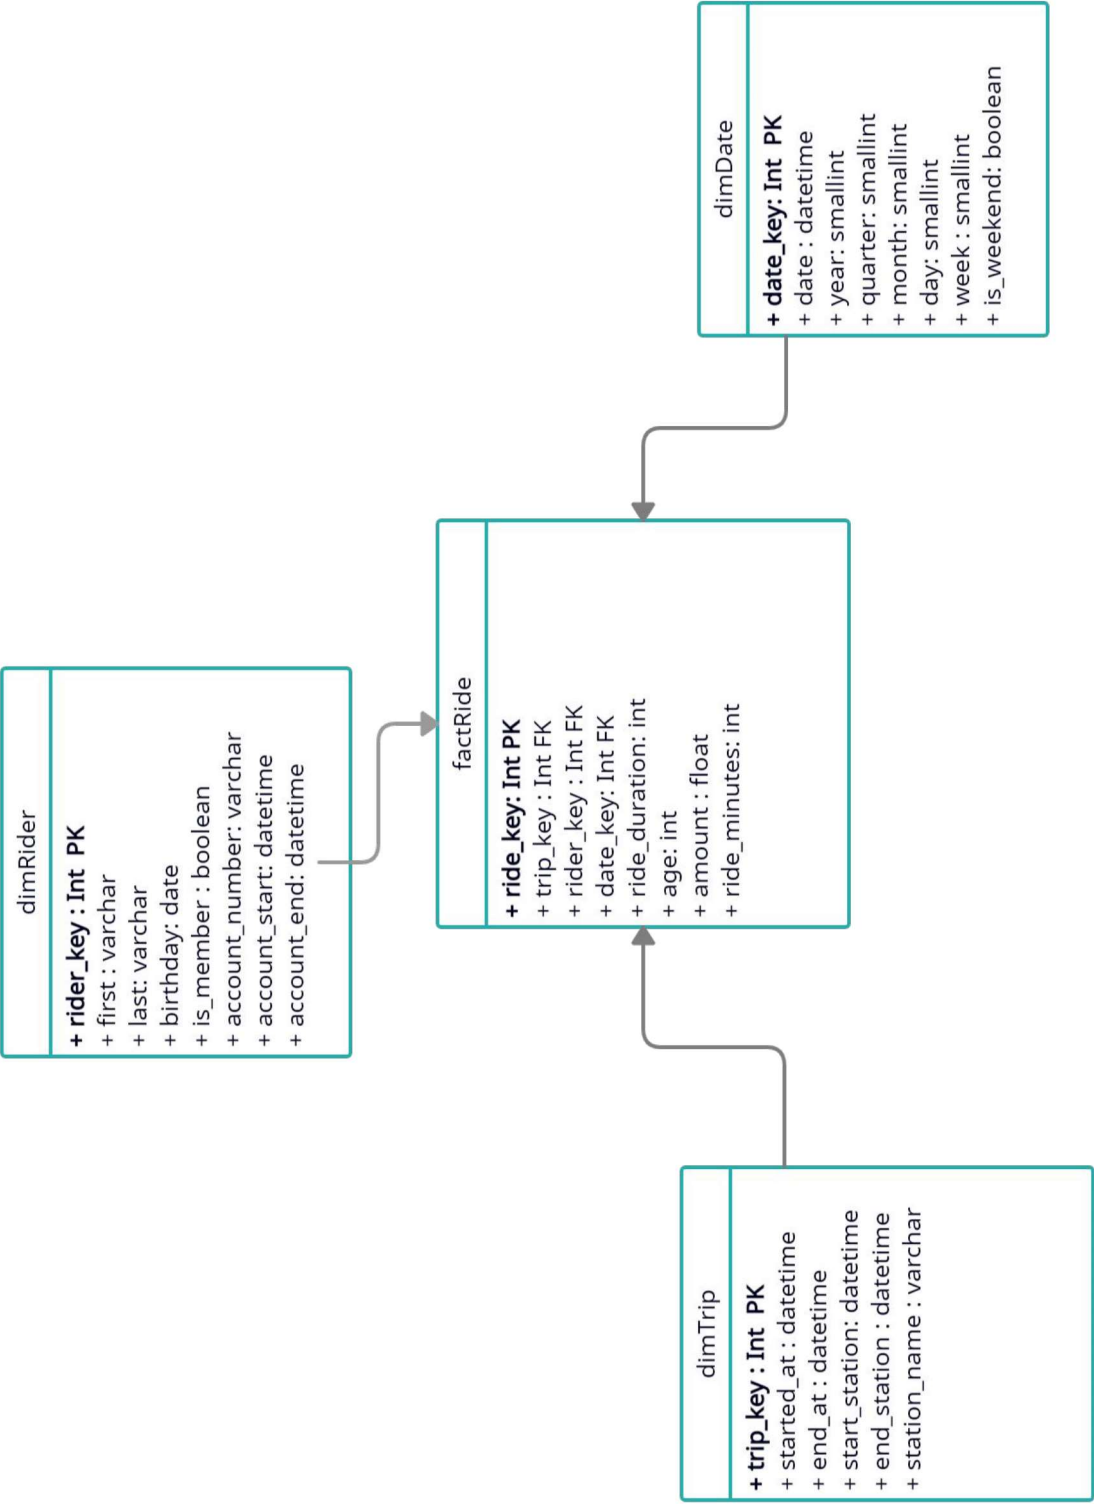 dimRider
+ rider_key : Int  PK
+ first : varchar
+ last: varchar
+ birthday: date
+ is_member : boolean
+ account_number: varchar
+ account_start: datetime
+ account_end: datetime
dimTrip
+ trip_key : Int  PK
+ started_at : datetime
+ end_at : datetime
+ start_station: datetime
+ end_station : datetime
+ station_name : varchar
factRide
+ ride_key: Int PK
+ trip_key : Int FK
+ rider_key : Int FK
+ date_key: Int FK
+ ride_duration: int
+ age: int
+ amount : float
+ ride_minutes: int
dimDate
+ date_key: Int  PK
+ date : datetime
+ year: smallint
+ quarter: smallint
+ month: smallint
+ day: smallint
+ week : smallint
+ is_weekend: boolean